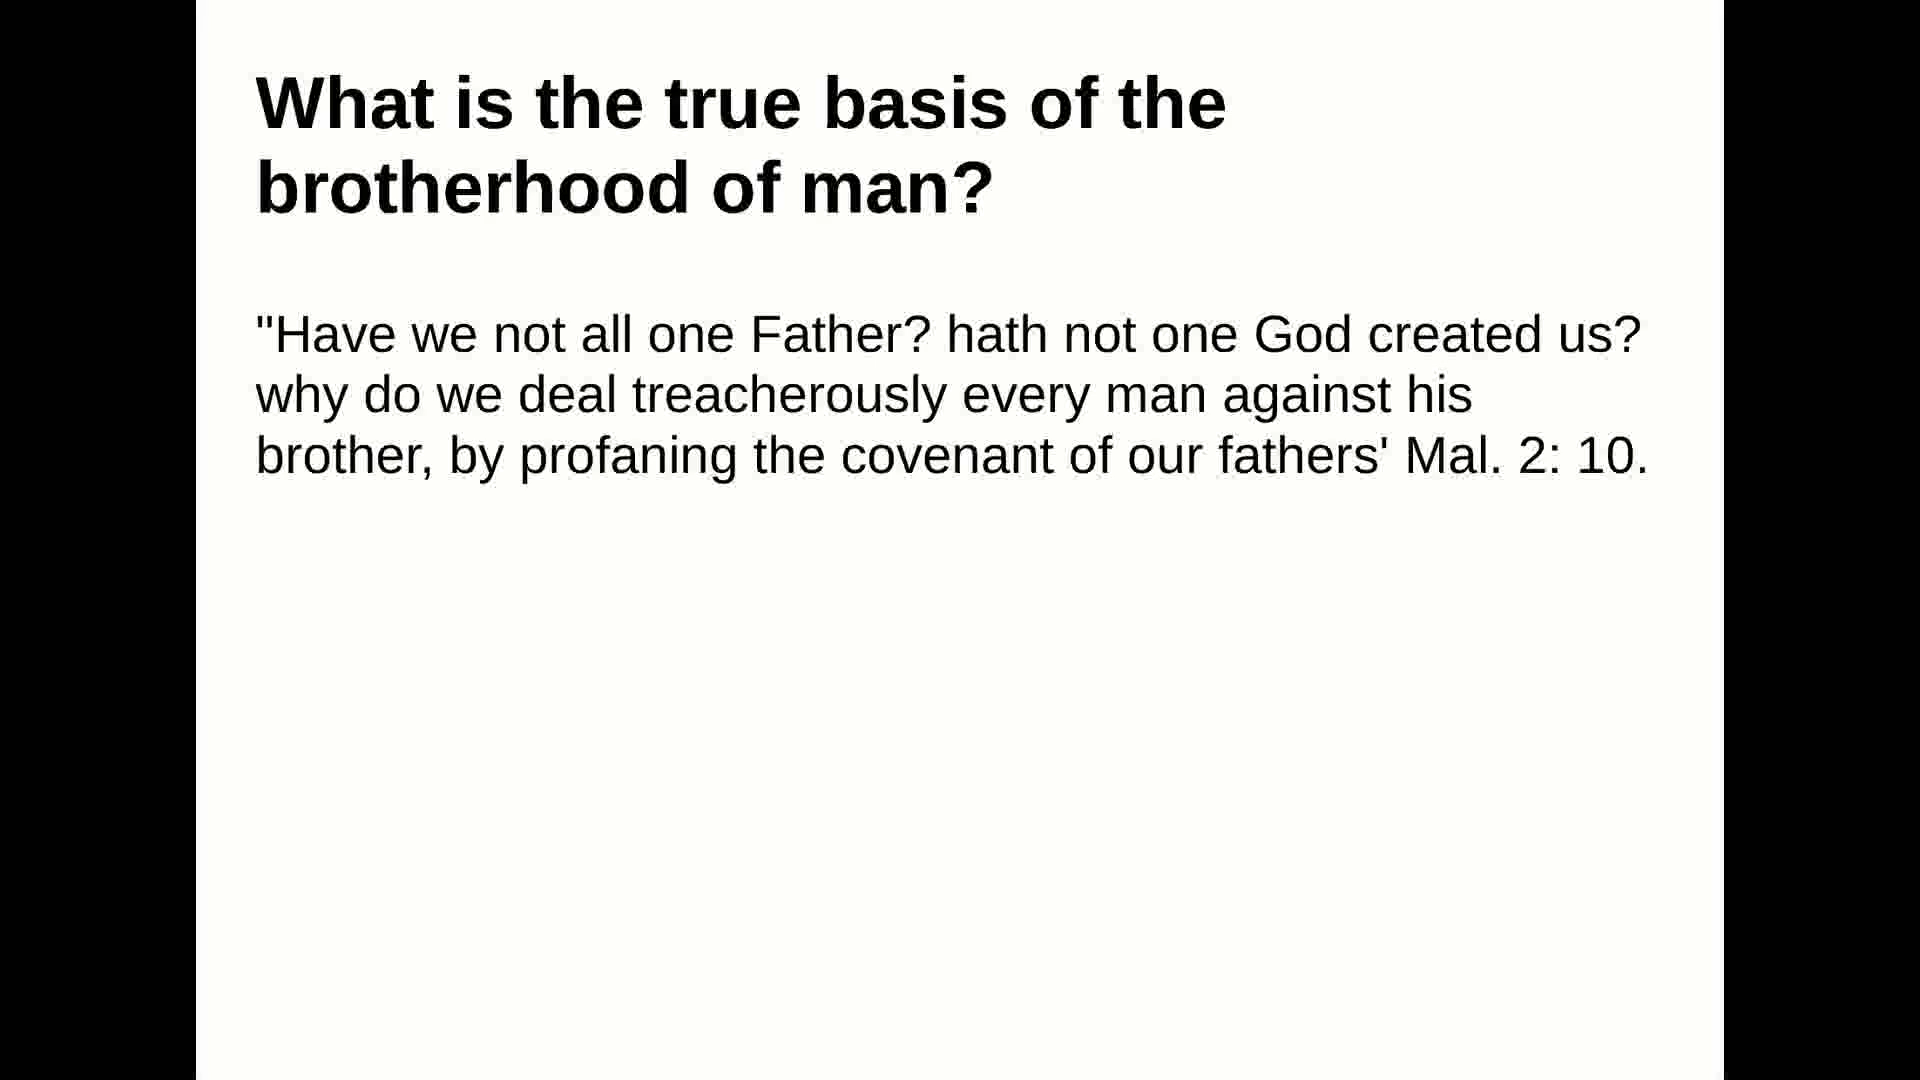 What is the true basis of the
brotherhood of man?
"Have we not all one Father? hath not one God created us?
why do we deal treacherously every man against his
brother, by profaning the covenant of our fathers' Mal. 2: 10.